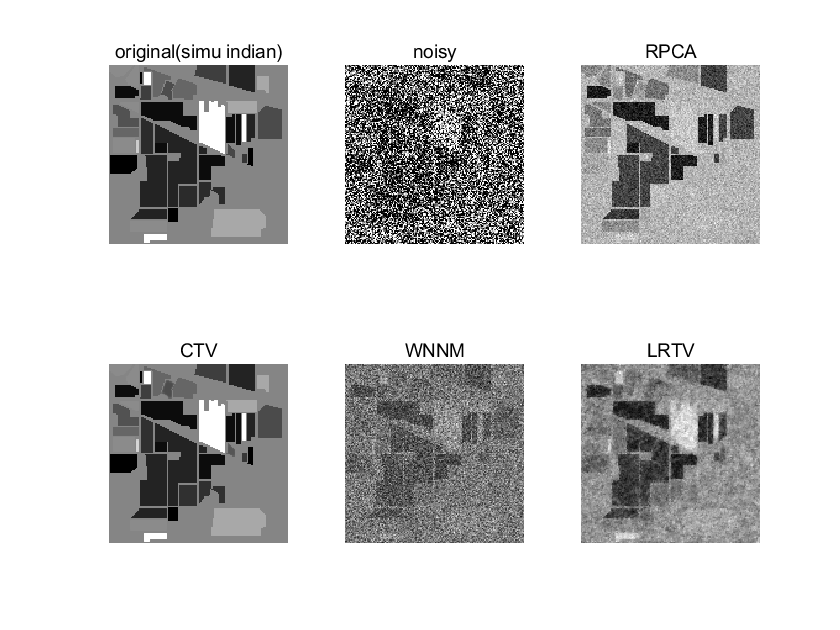 original(simu indian)
noisy
RPCA
CTV
WNNM
LRTV